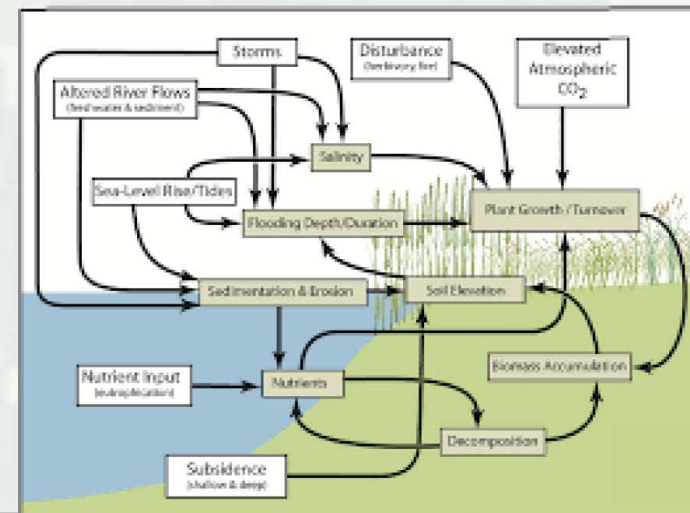 Storms
Disturbance
(herbivory, fire)
Elevated
Atmospheric
CO2
Altered River Flows
(freshwater & sediment)
Salinity
Sea-Level Rise/Tides
Flooding Depth/Duration
Plant Growth/Turnover
Sedimentation & Erosion
Soil Elevation
Biomass Accumulation
Nutrient Input
(eutrophication)
Nutrients
Decomposition
Subsidence
(shallow & deep)